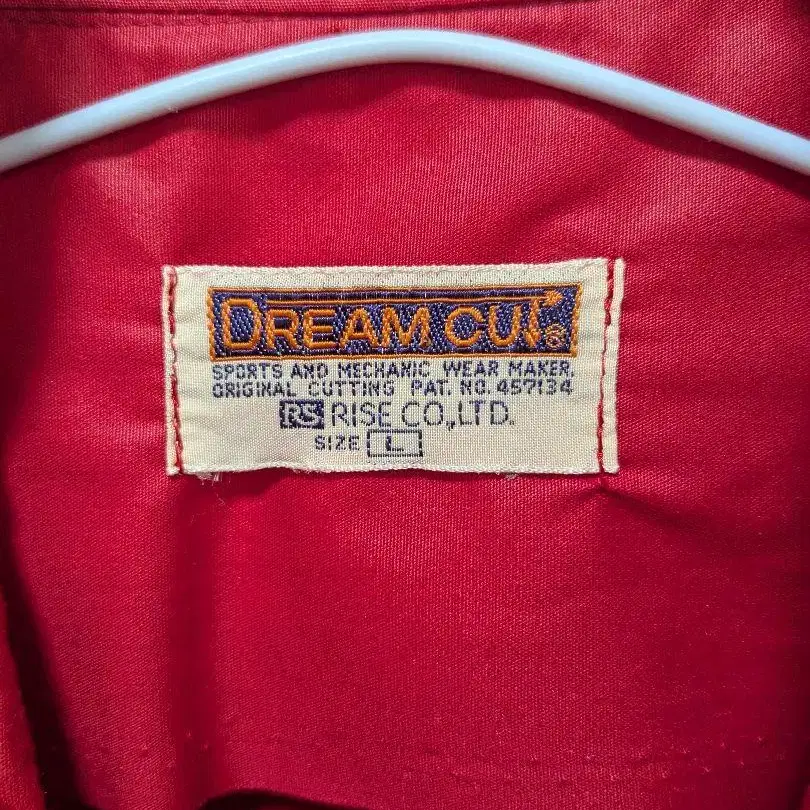 DREAM CUT®
SPORTS AND MECHANIC WEAR MAKER.
ORIGINAL CUTTING PAT. NO. 457134
RS RISE CO.,LTD.
SIZE L